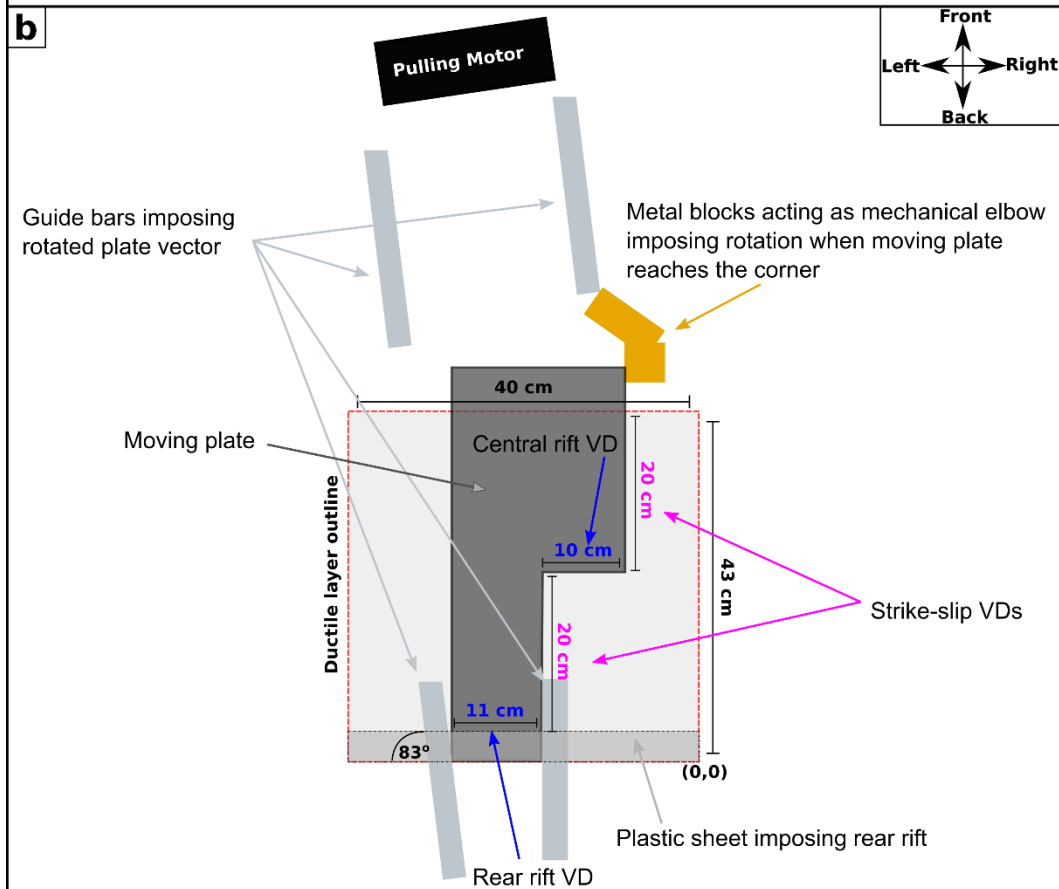 b
Pulling Motor
Front
Left
Right
Back
Guide bars imposing
rotated plate vector
Metal blocks acting as mechanical elbow
imposing rotation when moving plate
reaches the corner
40 cm
Moving plate
Central rift VD
20 cm
10 cm
43 cm
Ductile layer outline
Strike-slip VDs
20 cm
11 cm
83º
(0,0)
Plastic sheet imposing rear rift
Rear rift VD